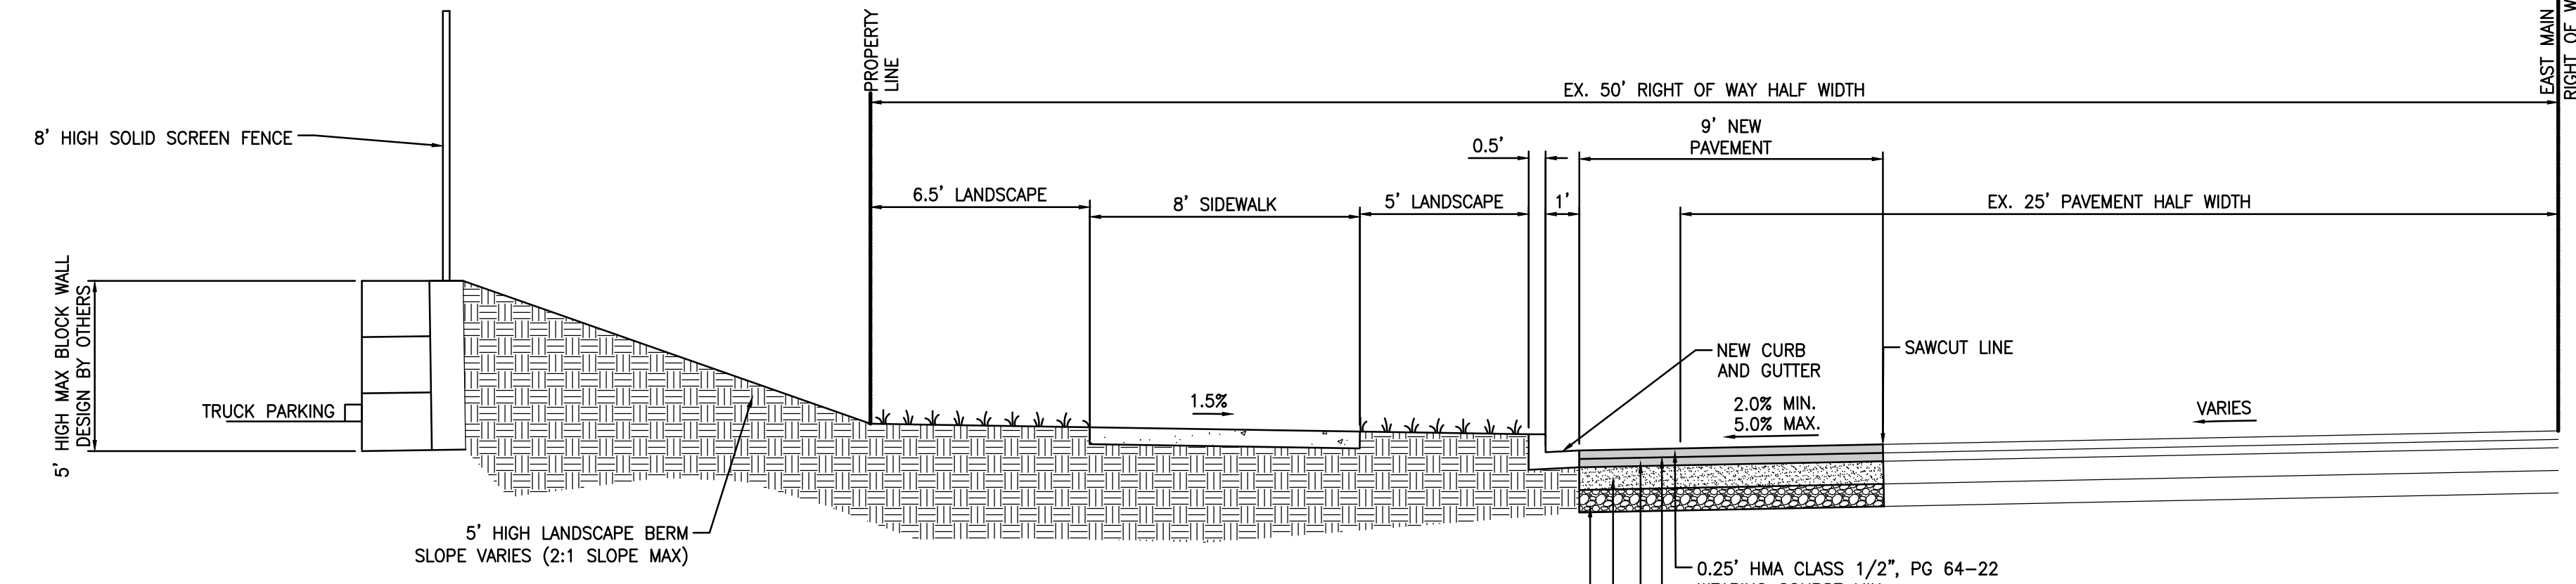 PROPERTY
LINE
EAST MAIN
RIGHT OF W
EX. 50' RIGHT OF WAY HALF WIDTH
8' HIGH SOLID SCREEN FENCE
9' NEW
PAVEMENT
0.5'
6.5' LANDSCAPE
8' SIDEWALK
5' LANDSCAPE
1'
EX. 25' PAVEMENT HALF WIDTH
5' HIGH MAX BLOCK WALL
DESIGN BY OTHERS
NEW CURB
AND GUTTER
SAWCUT LINE
TRUCK PARKING
1.5%
2.0% MIN.
5.0% MAX.
VARIES
5' HIGH LANDSCAPE BERM
SLOPE VARIES (2:1 SLOPE MAX)
0.25' HMA CLASS 1/2", PG 64-22